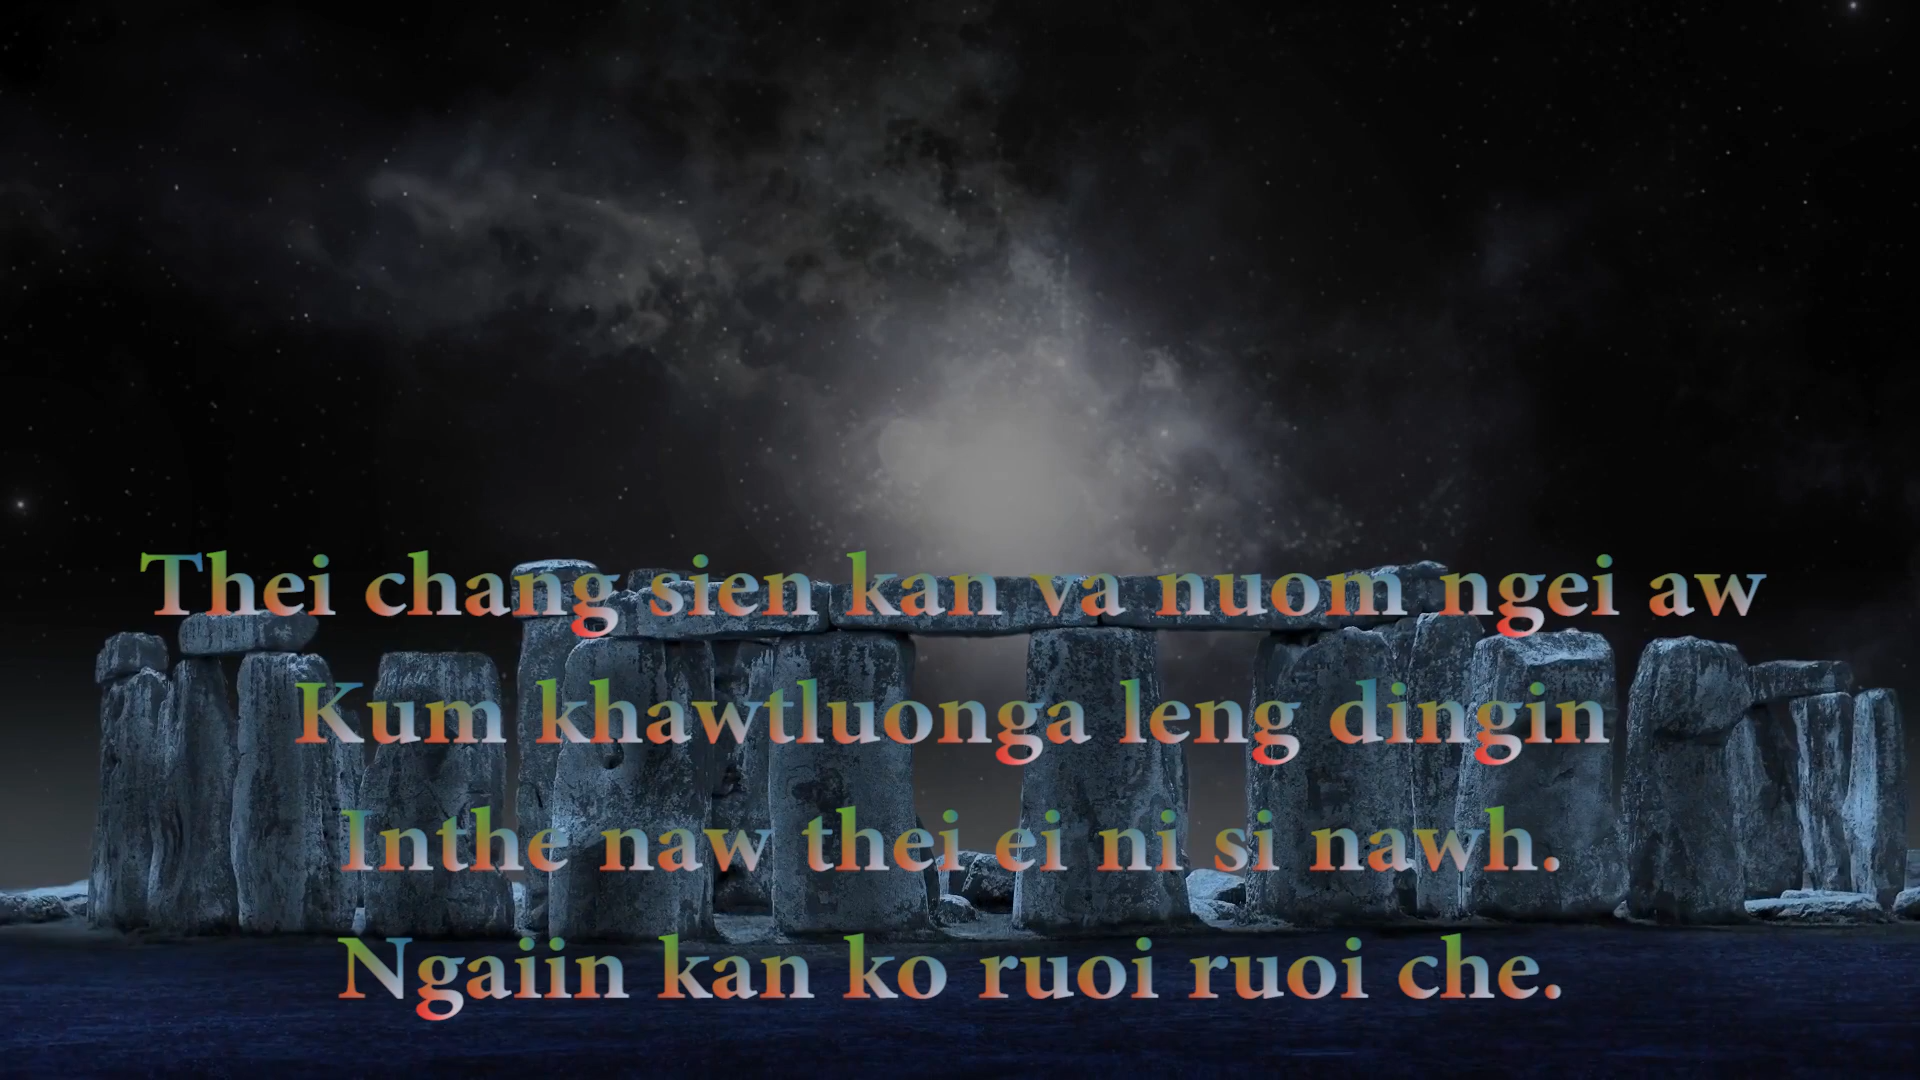 Thei chang sien kan va nuom ngei aw
Kum khawtluonga leng dingin
Inthe naw thei ei ni si nawh.
Ngaiin kan ko ruoi ruoi che.